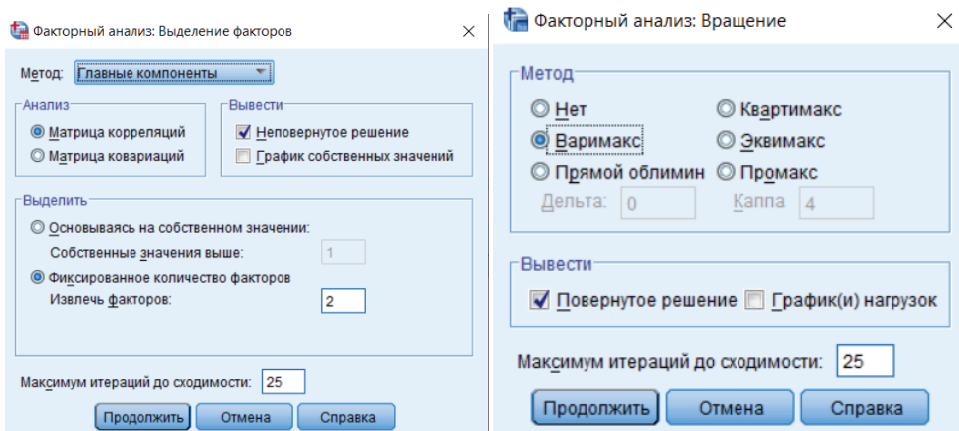 Факторный анализ: Выделение факторов
Метод: Главные компоненты
Анализ
Матрица корреляций
Матрица ковариаций
Вывести
Неповернутое решение
График собственных значений
Выделить
Основываясь на собственном значении:
Собственные значения выше: 1
Фиксированное количество факторов
Извлечь факторов: 2
Максимум итераций до сходимости: 25
Продолжить Отмена Справка
Факторный анализ: Вращение
Метод
Нет Квартимакс
Варимакс Эквимакс
Прямой облимин Промакс
Дельта: 0 Каппа 4
Вывести
Повернутое решение График(и) нагрузок
Максимум итераций до сходимости: 25
Продолжить Отмена Справка